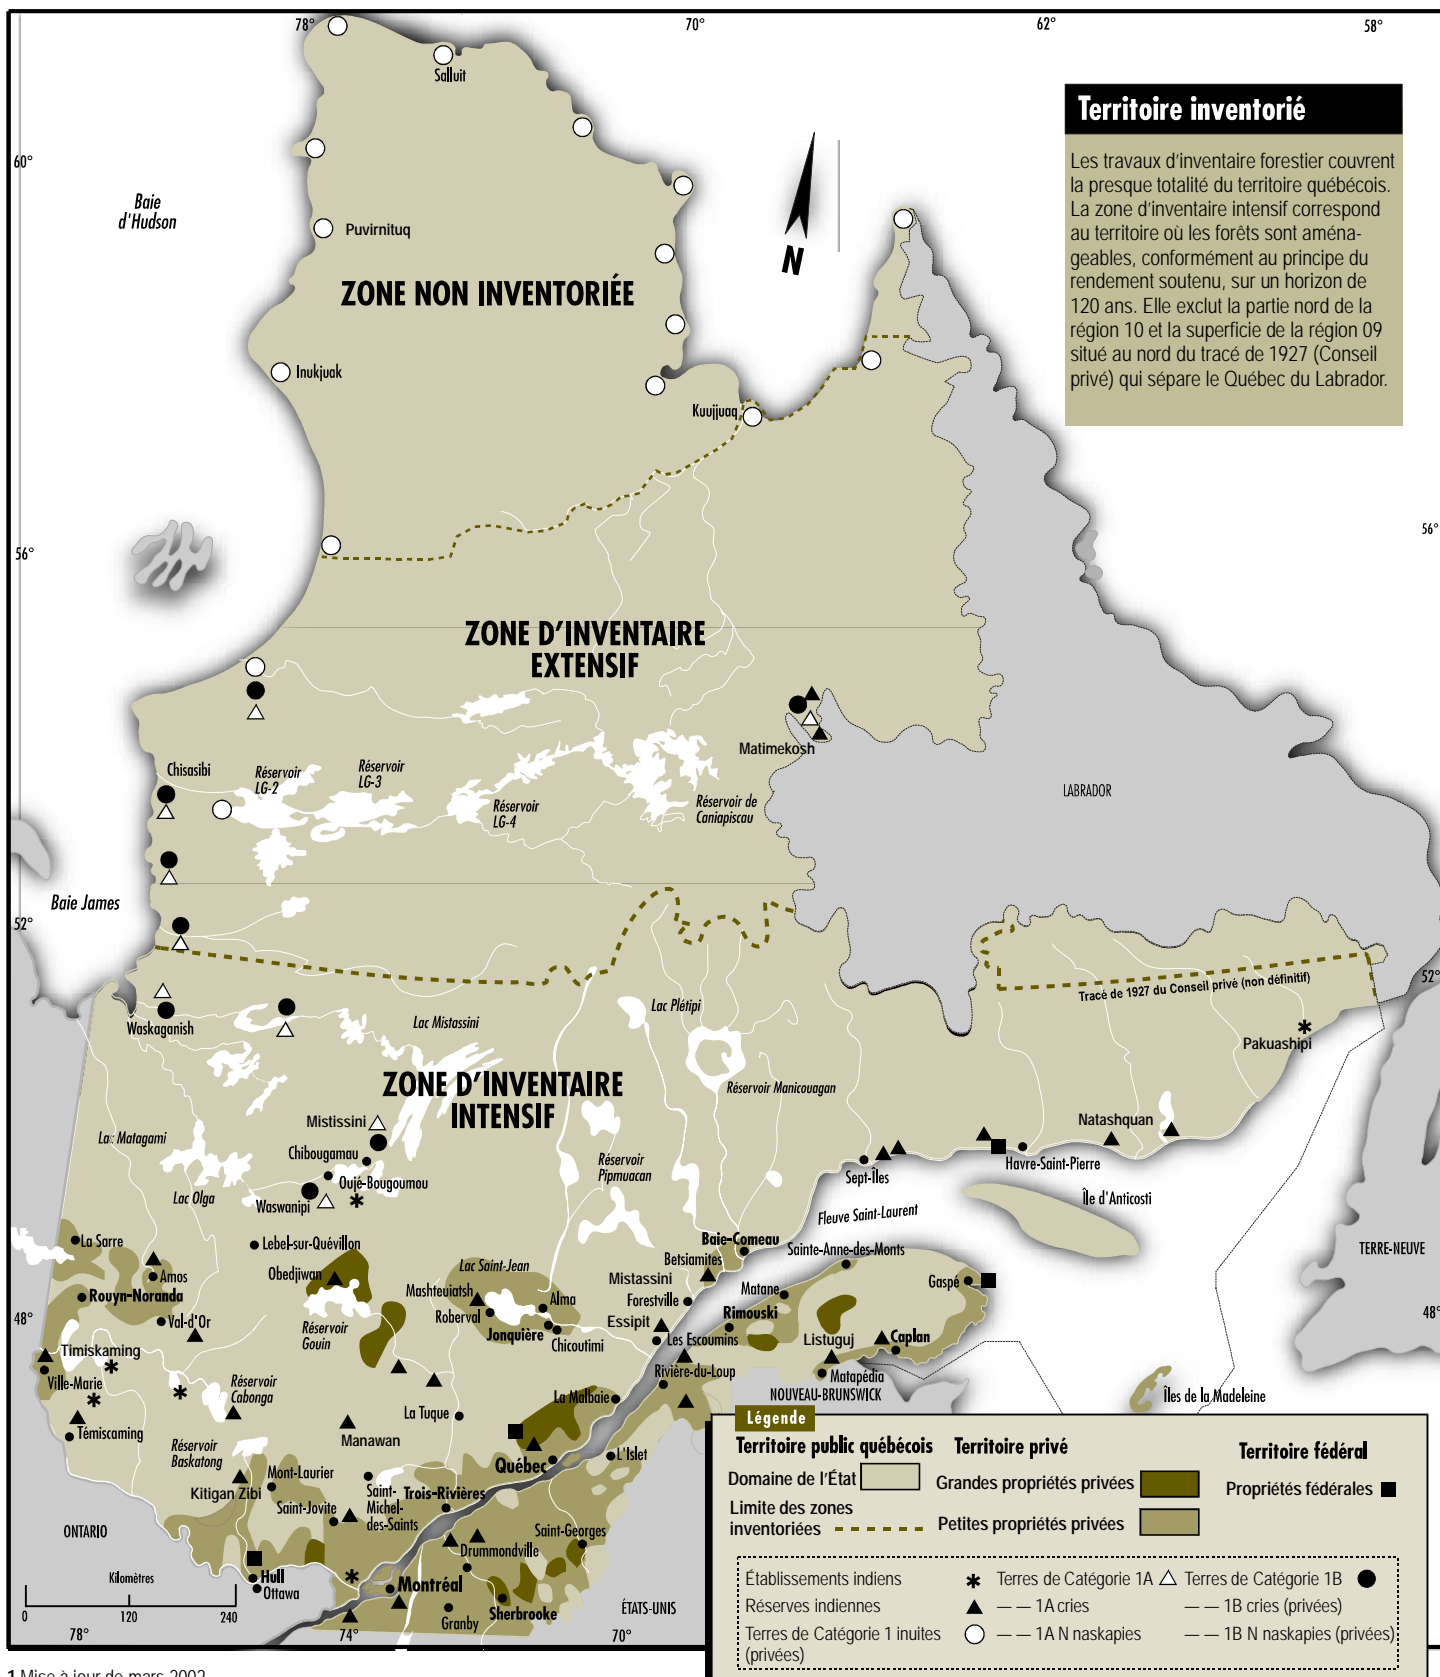 78°
70°
62°
58°
Salluit
60°
Baie
d'Hudson
Puvirnituq
N
Territoire inventorié
Les travaux d'inventaire forestier couvrent
la presque totalité du territoire québécois.
La zone d'inventaire intensif correspond
au territoire où les forêts sont aména-
geables, conformément au principe du
rendement soutenu, sur un horizon de
120 ans. Elle exclut la partie nord de la
région 10 et la superficie de la région 09
situé au nord du tracé de 1927 (Conseil
privé) qui sépare le Québec du Labrador.
ZONE NON INVENTORIÉE
Inukjuak
Kuujjuaq
56°
56°
ZONE D'INVENTAIRE
EXTENSIF
Matimekosh
Chisasibi
Réservoir
LG-2
Réservoir
LG-3
Réservoir
LG-4
Réservoir de
Caniapiscau
LABRADOR
Baie James
52°
52°
Tracé de 1927 du Conseil privé (non définitif)
Waskaganish
Lac Mistassini
Lac Plétipi
Pakuashipi
ZONE D'INVENTAIRE
INTENSIF
Réservoir Manicouagan
Mistissini
Natashquan
Lac Matagami
Chibougamau
Oujé-Bougoumou
Réservoir
Pipmuacan
Sept-Îles
Havre-Saint-Pierre
Lac Olga
Waswanipi
Île d'Anticosti
Fleuve Saint-Laurent
La Sarre
Lebel-sur-Quévillon
Baie-Comeau
Sainte-Anne-des-Monts
TERRE-NEUVE
Amos
Obedjiwan
Lac Saint-Jean
Betsiamites
Mistassini
Gaspé
Rouyn-Noranda
Mashteuiatsh
Alma
Forestville
Matane
48°
48°
Val-d'Or
Réservoir
Gouin
Roberval
Jonquière
Chicoutimi
Essipit
Rimouski
Les Escoumins
Listuguj
Caplan
Timiskaming
Ville-Marie
Réservoir
Cabonga
Rivière-du-Loup
Matapédia
NOUVEAU-BRUNSWICK
Îles de la Madeleine
La Malbaie
La Tuque
Témiscaming
Manawan
Réservoir
Baskatong
Québec
L'Islet
Mont-Laurier
Kitigan Zibi
Saint-Jovite
Saint-
Michel-
des-Saints
Trois-Rivières
ONTARIO
Saint-Georges
Drummondville
Hull
Ottawa
Montréal
Granby
Sherbrooke
ÉTATS-UNIS
Kilomètres
0 120 240
78°
74°
70°
Légende
Territoire public québécois
Territoire privé
Territoire fédéral
Domaine de l'État
Grandes propriétés privées
Propriétés fédérales
Limite des zones
inventoriées
Petites propriétés privées
Établissements indiens
Terres de Catégorie 1A
Terres de Catégorie 1B
Réserves indiennes
— — 1A cries
— — 1B cries (privées)
Terres de Catégorie 1 inuites
(privées)
— — 1A N naskapies
— — 1B N naskapies (privées)
1 Mise à jour de mars 2002